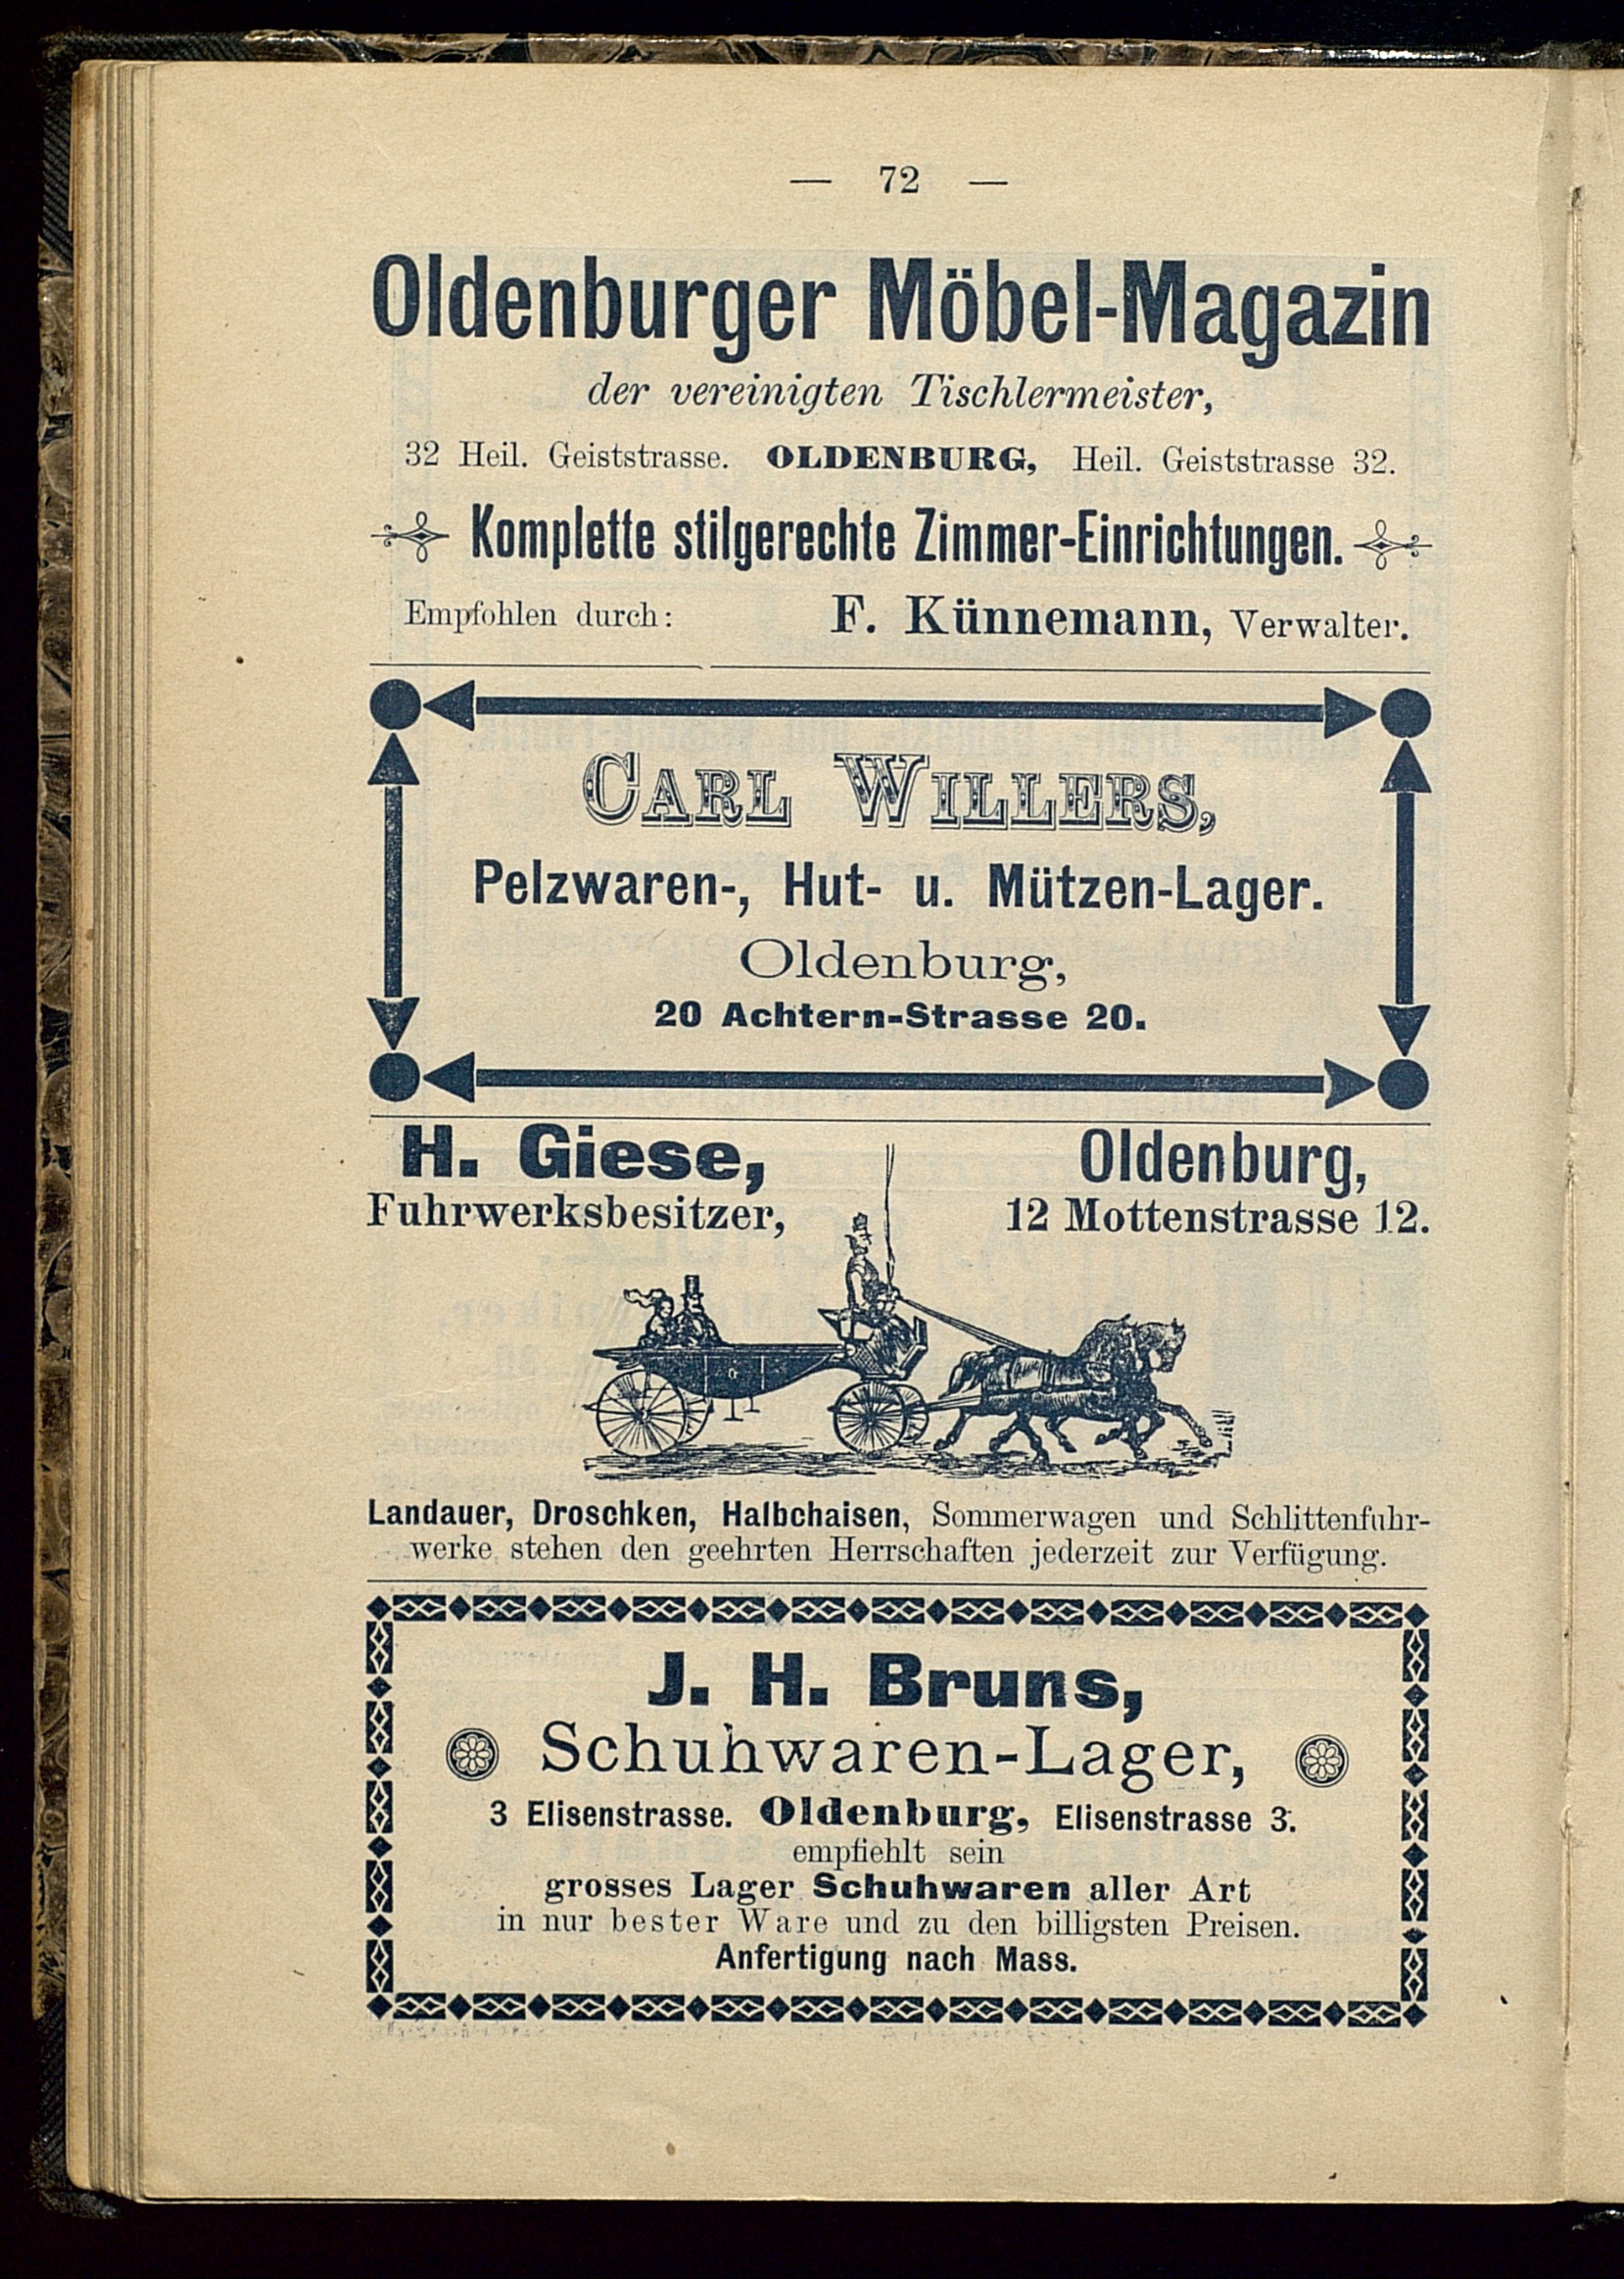 — 72 —
Oldenburger Möbel-Magazin
der vereinigten Tischlermeister,
32 Heil. Geiststrasse. OLDENBURG, Heil. Geiststrasse 32.
Komplette stilgerechte Zimmer-Einrichtungen.
Empfohlen durch: F. Künnemann, Verwalter.
CARL WILLERS,
Pelzwaren-, Hut- u. Mützen-Lager.
Oldenburg,
20 Achtern-Strasse 20.
H. Giese, Oldenburg,
Fuhrwerksbesitzer, 12 Mottenstrasse 12.
Landauer, Droschken, Halbchaisen, Sommerwagen und Schlittenfuhr-
werke stehen den geehrten Herrschaften jederzeit zur Verfügung.
J. H. Bruns,
Schuhwaren-Lager,
3 Elisenstrasse. Oldenburg, Elisenstrasse 3.
empfiehlt sein
grosses Lager Schuhwaren aller Art
in nur bester Ware und zu den billigsten Preisen.
Anfertigung nach Mass.